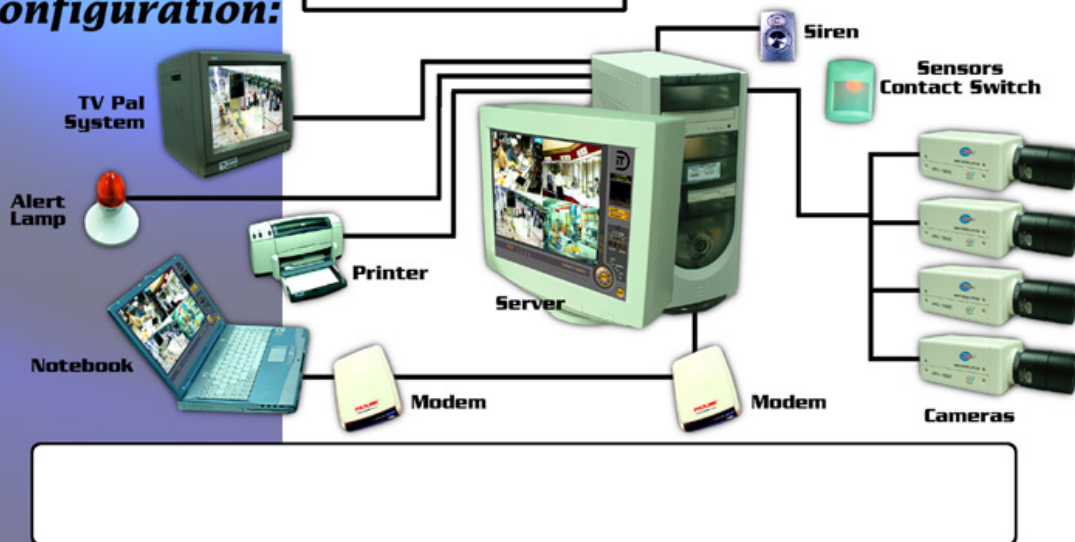 onfiguration:
Siren
Sensors
Contact Switch
TV Pal
System
Alert
Lamp
Printer
Server
Notebook
Modem
Modem
Cameras